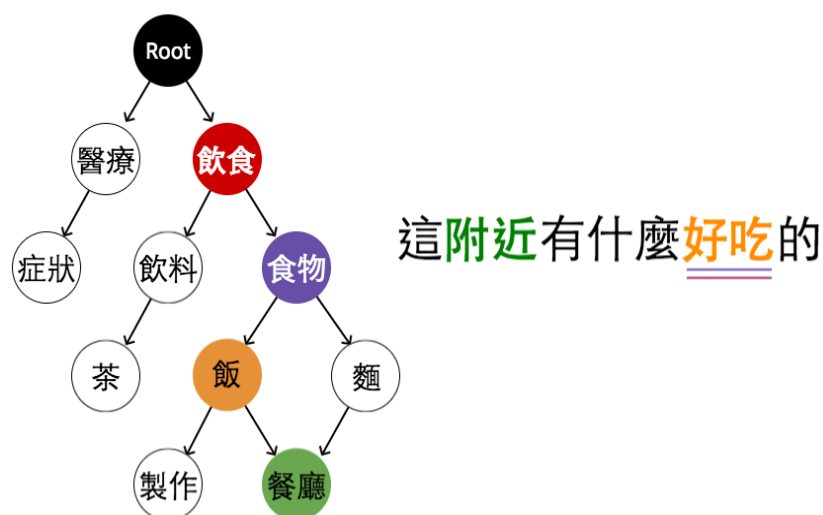 Root
醫療
飲食
症狀
飲料
食物
這附近有什麼好吃的
茶
飯
麵
製作
餐廳